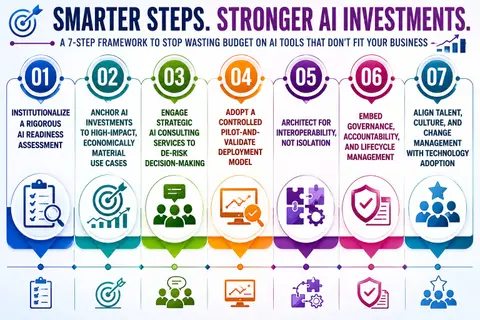 SMARTER STEPS. STRONGER AI INVESTMENTS.
A 7-STEP FRAMEWORK TO STOP WASTING BUDGET ON AI TOOLS THAT DON'T FIT YOUR BUSINESS
01
INSTITUTIONALIZE
A RIGOROUS
AI READINESS
ASSESSMENT
02
ANCHOR AI
INVESTMENTS
TO HIGH-IMPACT,
ECONOMICALLY
MATERIAL
USE CASES
03
ENGAGE
STRATEGIC
AI CONSULTING
SERVICES TO
DE-RISK
DECISION-MAKING
04
ADOPT A
CONTROLLED
PILOT-AND-
VALIDATE
DEPLOYMENT
MODEL
05
ARCHITECT FOR
INTEROPERABILITY,
NOT ISOLATION
06
EMBED
GOVERNANCE,
ACCOUNTABILITY,
AND LIFECYCLE
MANAGEMENT
07
ALIGN TALENT,
CULTURE, AND
CHANGE
MANAGEMENT
WITH TECHNOLOGY
ADOPTION